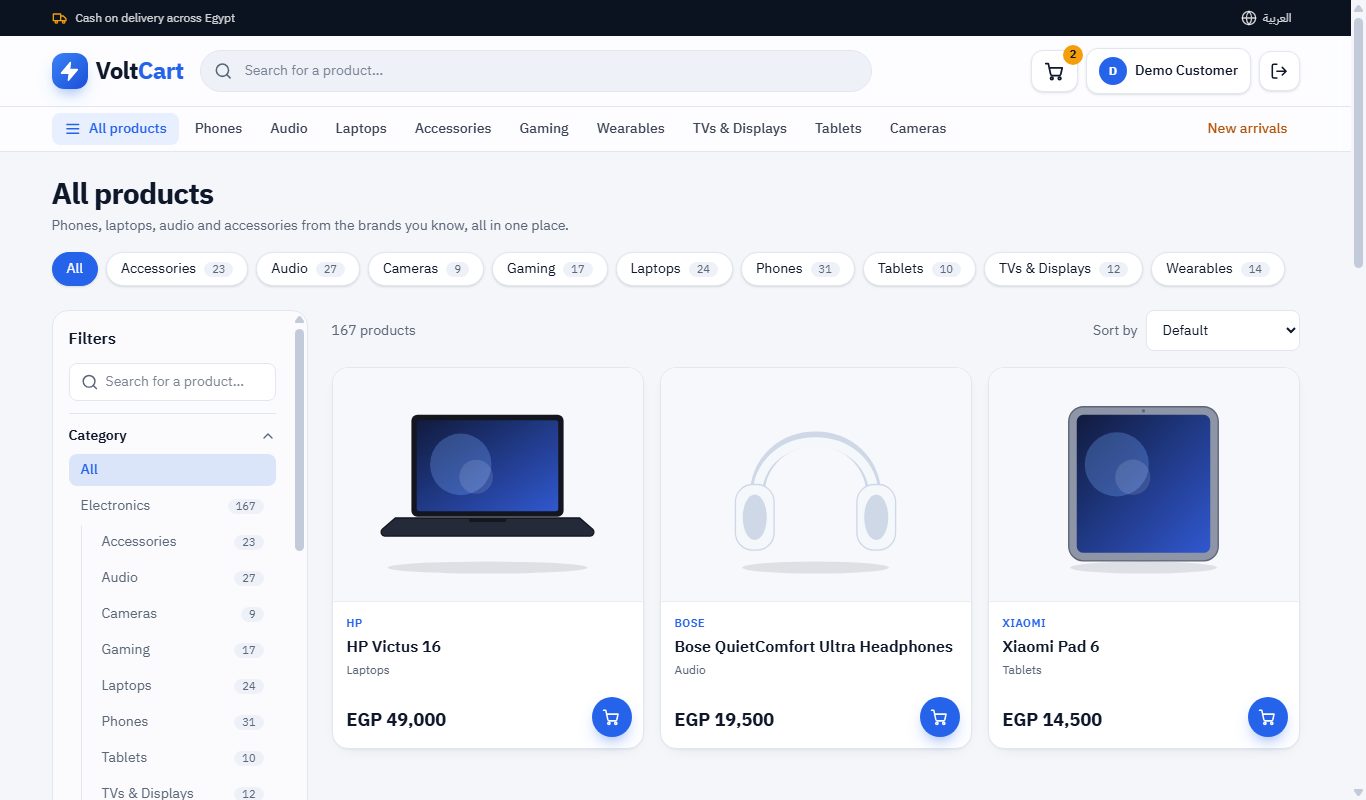 Cash on delivery across Egypt
العربية
VoltCart
Search for a product...
2
D
Demo Customer
All products
Phones
Audio
Laptops
Accessories
Gaming
Wearables
TVs & Displays
Tablets
Cameras
New arrivals
All products
Phones, laptops, audio and accessories from the brands you know, all in one place.
All
Accessories 23
Audio 27
Cameras 9
Gaming 17
Laptops 24
Phones 31
Tablets 10
TVs & Displays 12
Wearables 14
Filters
Search for a product...
Category
All
Electronics 167
Accessories 23
Audio 27
Cameras 9
Gaming 17
Laptops 24
Phones 31
Tablets 10
TVs & Displays 12
167 products
Sort by
Default
HP
HP Victus 16
Laptops
EGP 49,000
BOSE
Bose QuietComfort Ultra Headphones
Audio
EGP 19,500
XIAOMI
Xiaomi Pad 6
Tablets
EGP 14,500